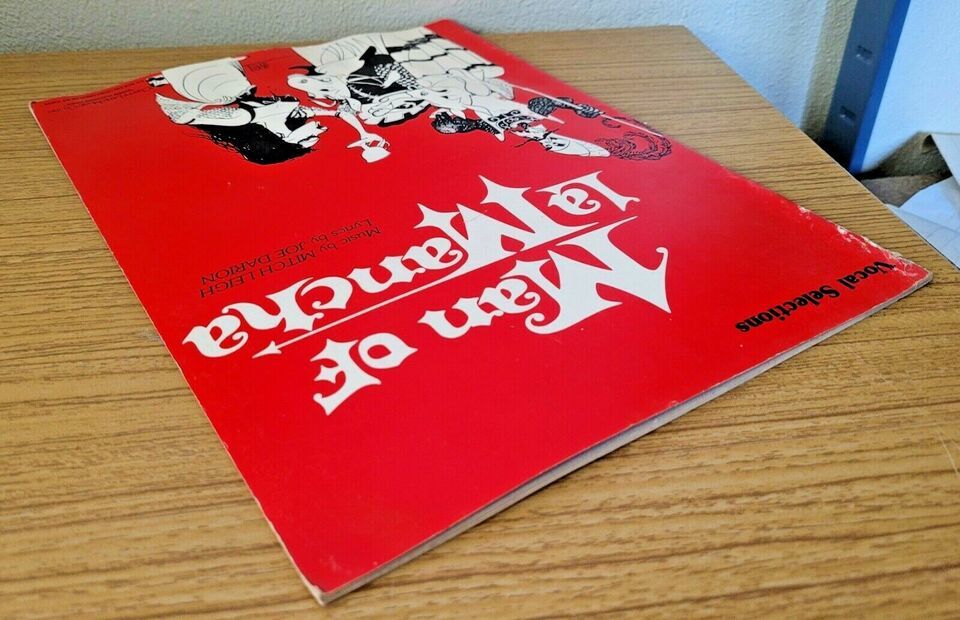 Vocal Selections
Man of
La Mancha
Music by MITCH LEIGH
Lyrics by JOE DARION